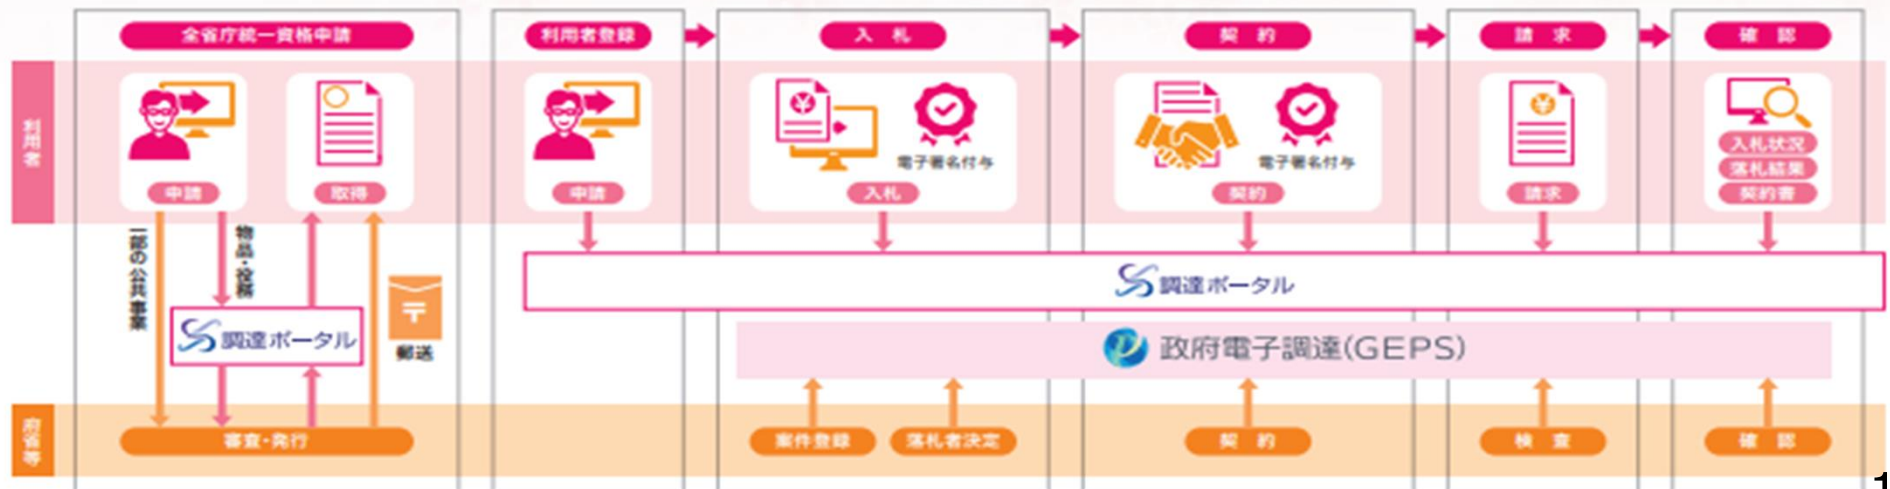 全省庁統一資格申請
利用者登録
入 札
契 約
請 求
確 認
利用者
申請
取得
申請
¥
電子署名付与
入札
電子署名付与
契約
¥
請求
入札状況
落札結果
契約書
一部の公共事業
物品・役務
調達ポータル
〒
郵送
調達ポータル
政府電子調達(GEPS)
府省等
審査・発行
案件登録
落札者決定
契 約
検 査
確 認
1